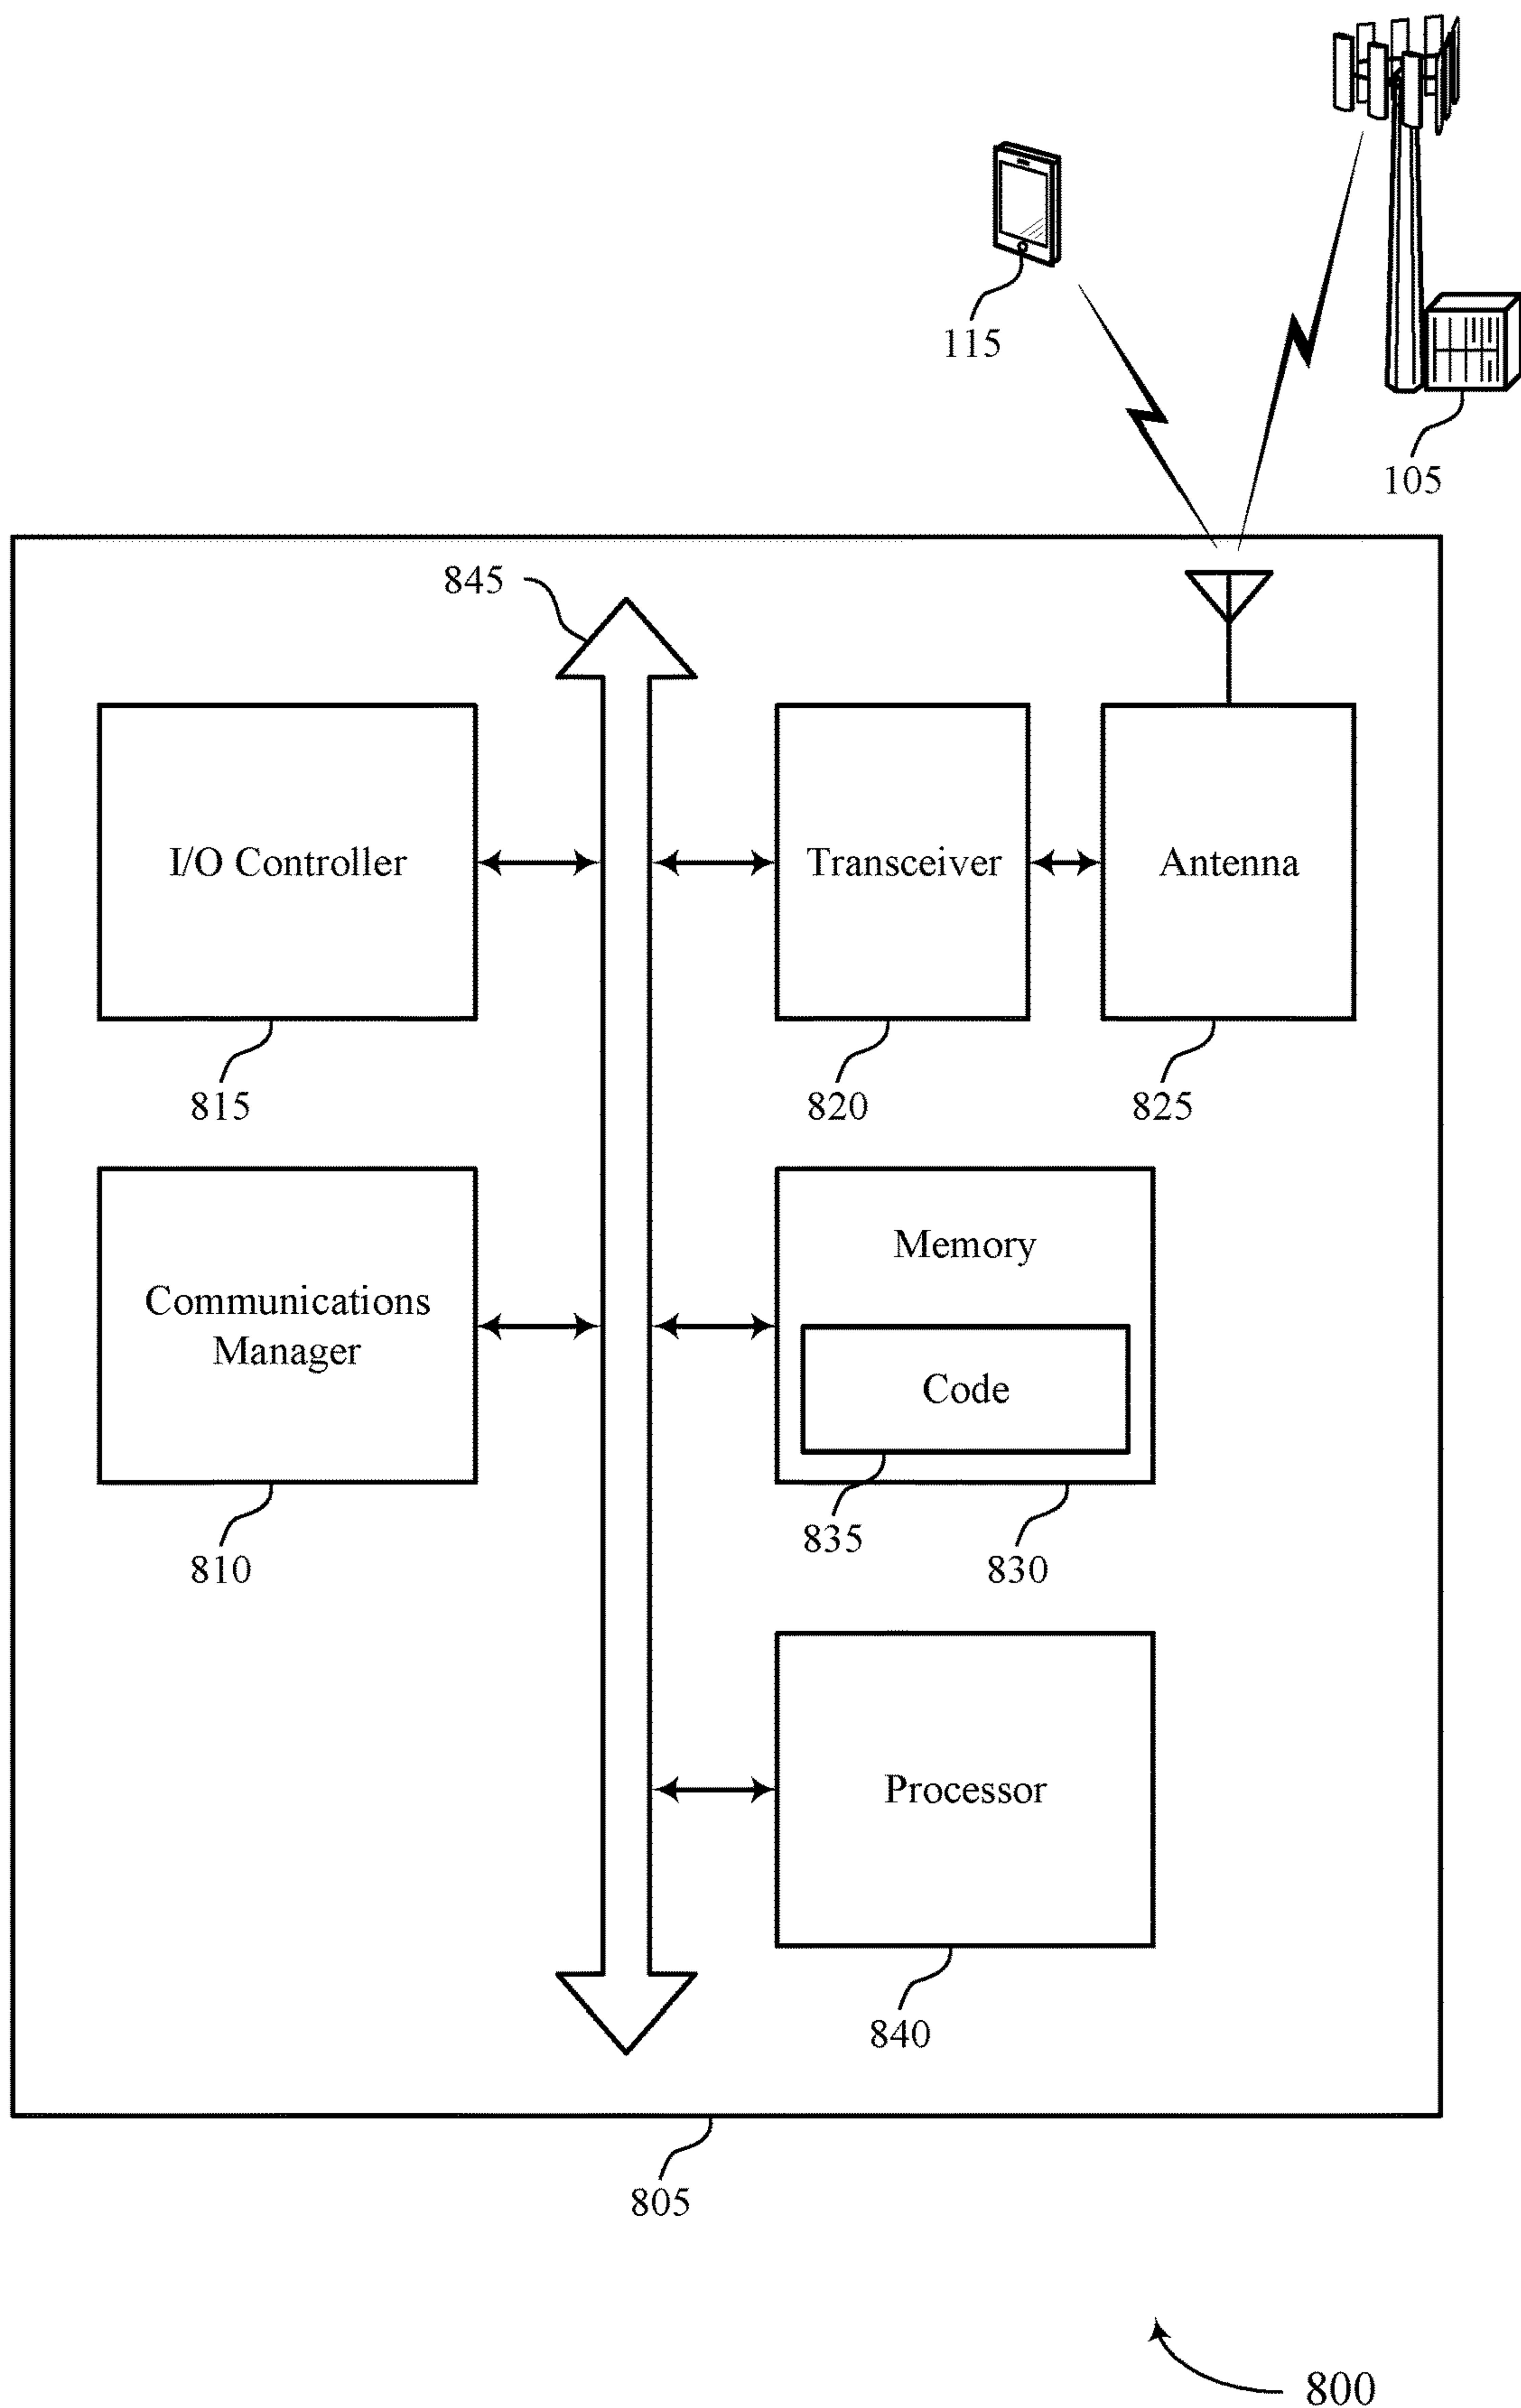 115
105
845
I/O Controller
Transceiver
Antenna
815
820
825
Communications
Manager
Memory
Code
810
835
830
Processor
840
805
800